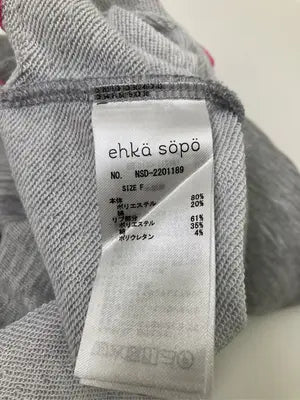 ehkä söpö
NO. NSD-2201189
SIZE F
本体
ポリエステル 80%
綿 20%
リブ部分
ポリエステル 61%
綿 35%
ポリウレタン 4%